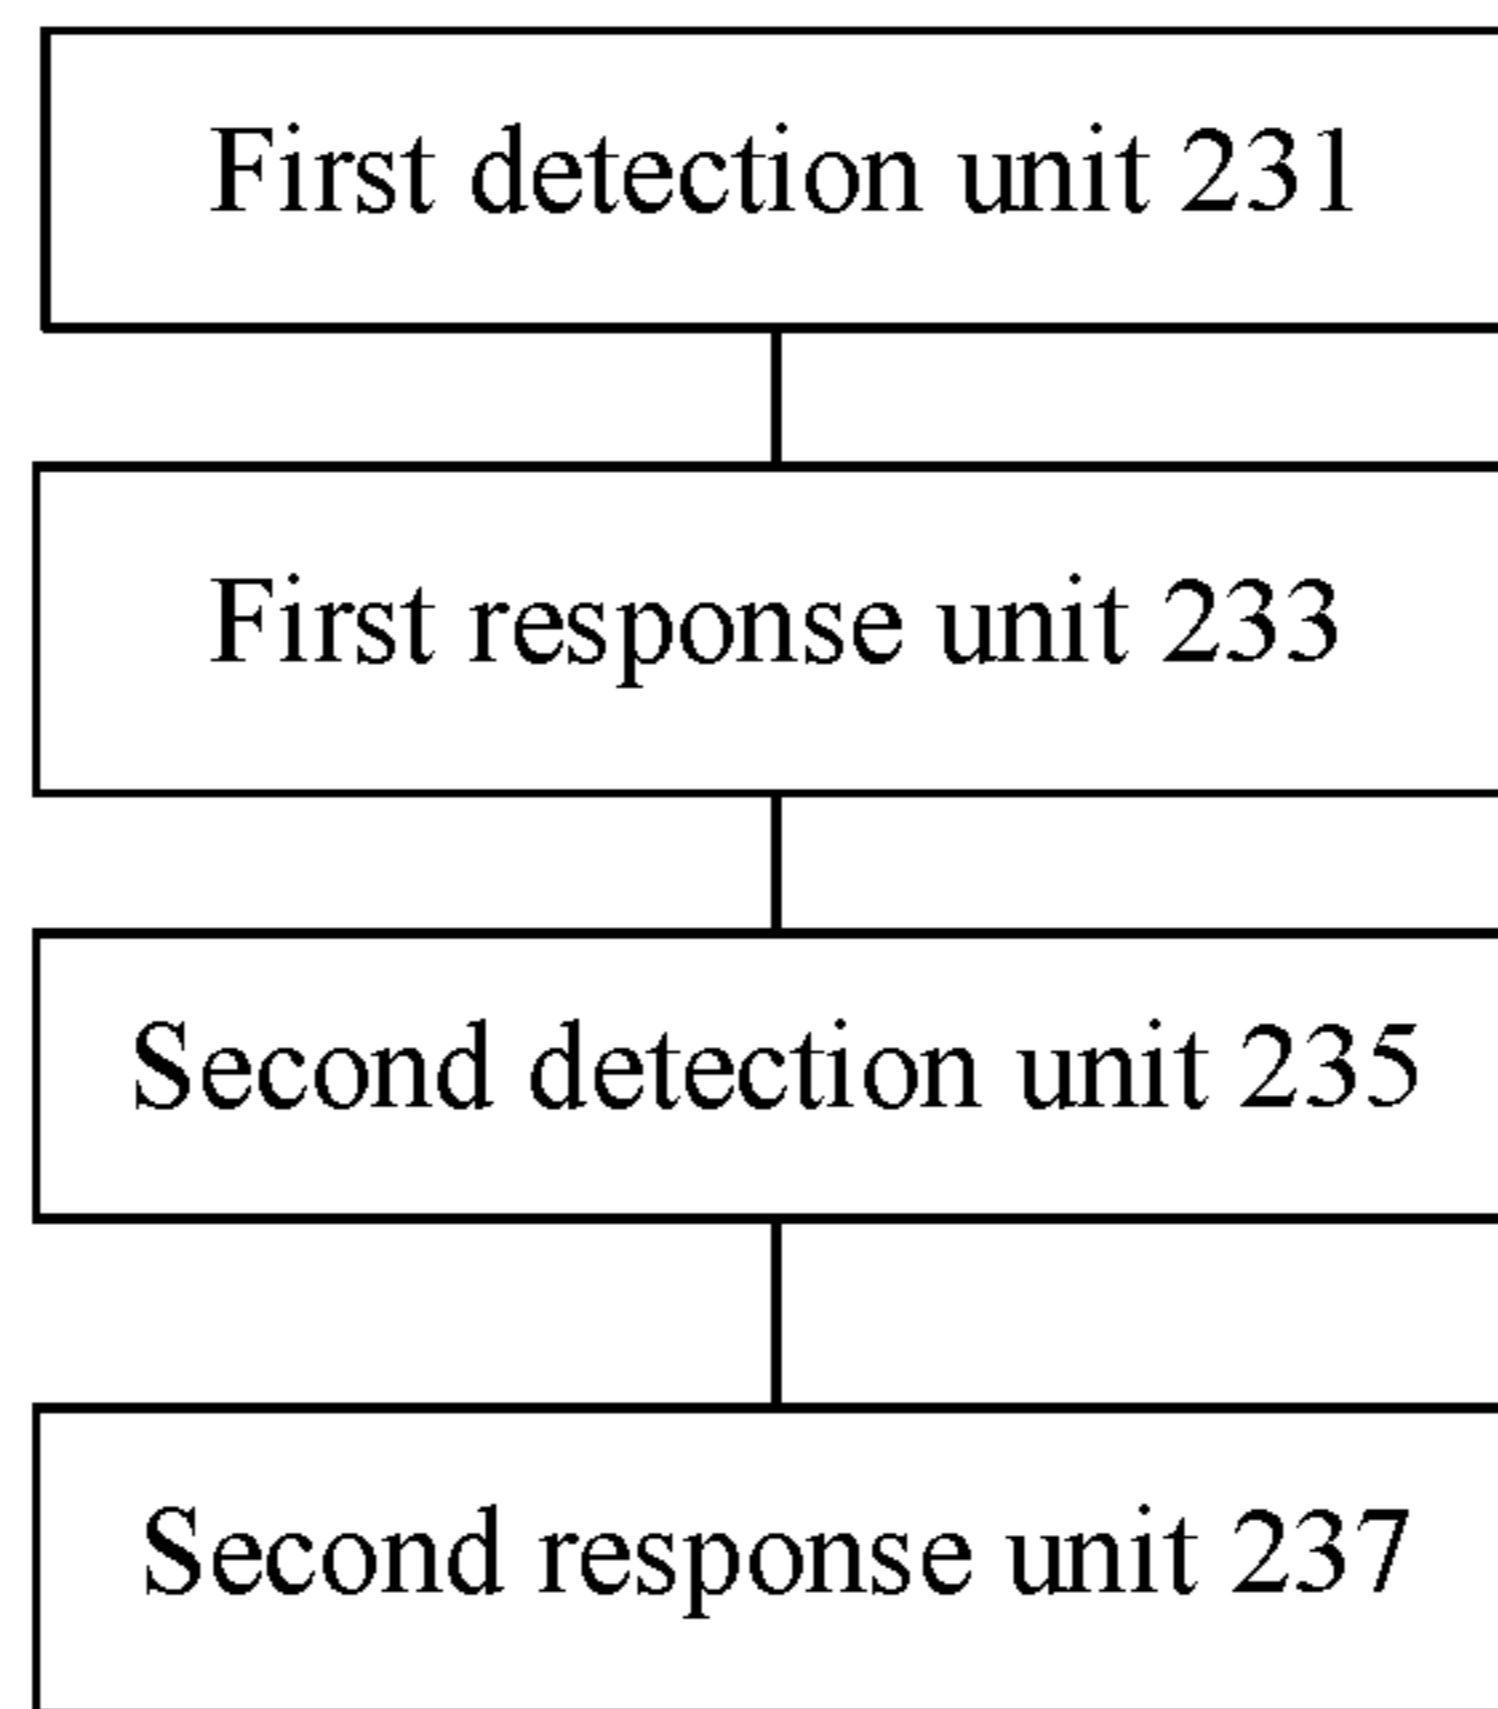 First detection unit 231
First response unit 233
Second detection unit 235
Second response unit 237